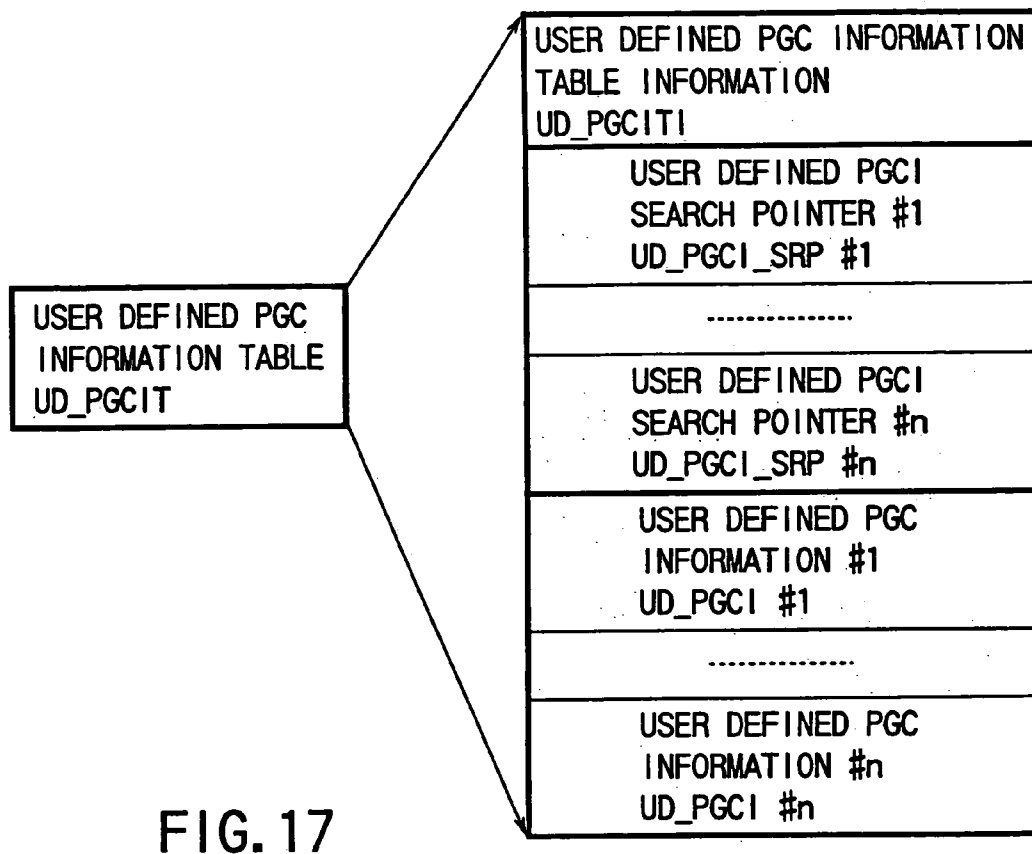 USER DEFINED PGC
INFORMATION TABLE
UD_PGCIT
USER DEFINED PGC INFORMATION
TABLE INFORMATION
UD_PGCITI
USER DEFINED PGCI
SEARCH POINTER #1
UD_PGCI_SRP #1
USER DEFINED PGCI
SEARCH POINTER #n
UD_PGCI_SRP #n
USER DEFINED PGC
INFORMATION #1
UD_PGCI #1
USER DEFINED PGC
INFORMATION #n
UD_PGCI #n
FIG. 17